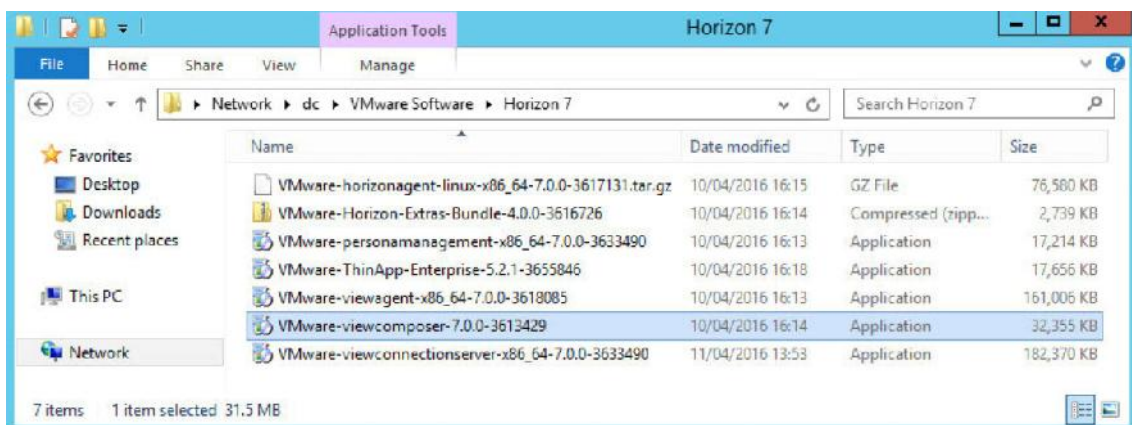 Application Tools Horizon 7
File Home Share View Manage
Network dc VMware Software Horizon 7 Search Horizon 7
Name Date modified Type Size
Favorites
Desktop
Downloads
Recent places
This PC
Network
VMware-horizonagent-linux-x86_64-7.0.0-3617131.tar.gz 10/04/2016 16:15 GZ File 76,580 KB
VMware-Horizon-Extras-Bundle-4.0.0-3616726 10/04/2016 16:14 Compressed (zipp... 2,739 KB
VMware-personamanagement-x86_64-7.0.0-3633490 10/04/2016 16:13 Application 17,214 KB
VMware-ThinApp-Enterprise-5.2.1-3655846 10/04/2016 16:18 Application 17,656 KB
VMware-viewagent-x86_64-7.0.0-3618085 10/04/2016 16:13 Application 161,006 KB
VMware-viewcomposer-7.0.0-3613429 10/04/2016 16:14 Application 32,355 KB
VMware-viewconnectionserver-x86_64-7.0.0-3633490 11/04/2016 13:53 Application 182,370 KB
7 items 1 item selected 31.5 MB